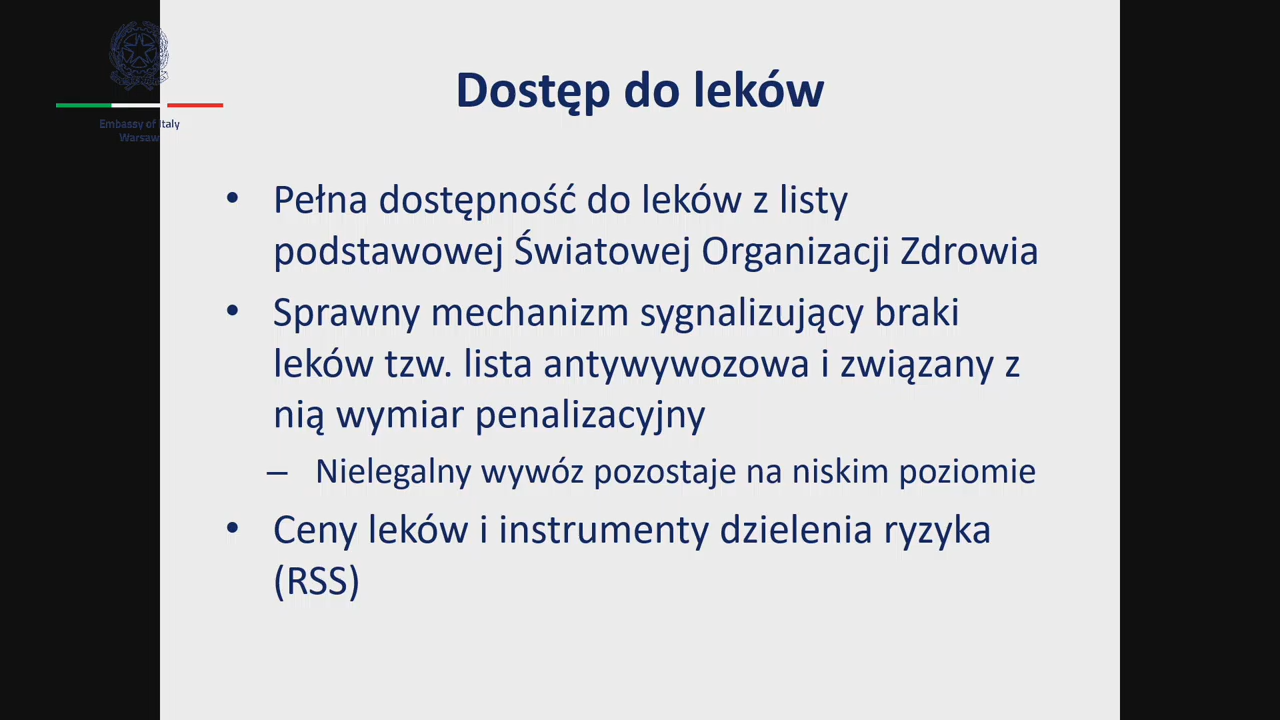 Embassy of Italy
Warsaw
Dostęp do leków
• Pełna dostępność do leków z listy
podstawowej Światowej Organizacji Zdrowia
• Sprawny mechanizm sygnalizujący braki
leków tzw. lista antywywozowa i związany z
nią wymiar penalizacyjny
– Nielegalny wywóz pozostaje na niskim poziomie
• Ceny leków i instrumenty dzielenia ryzyka
(RSS)